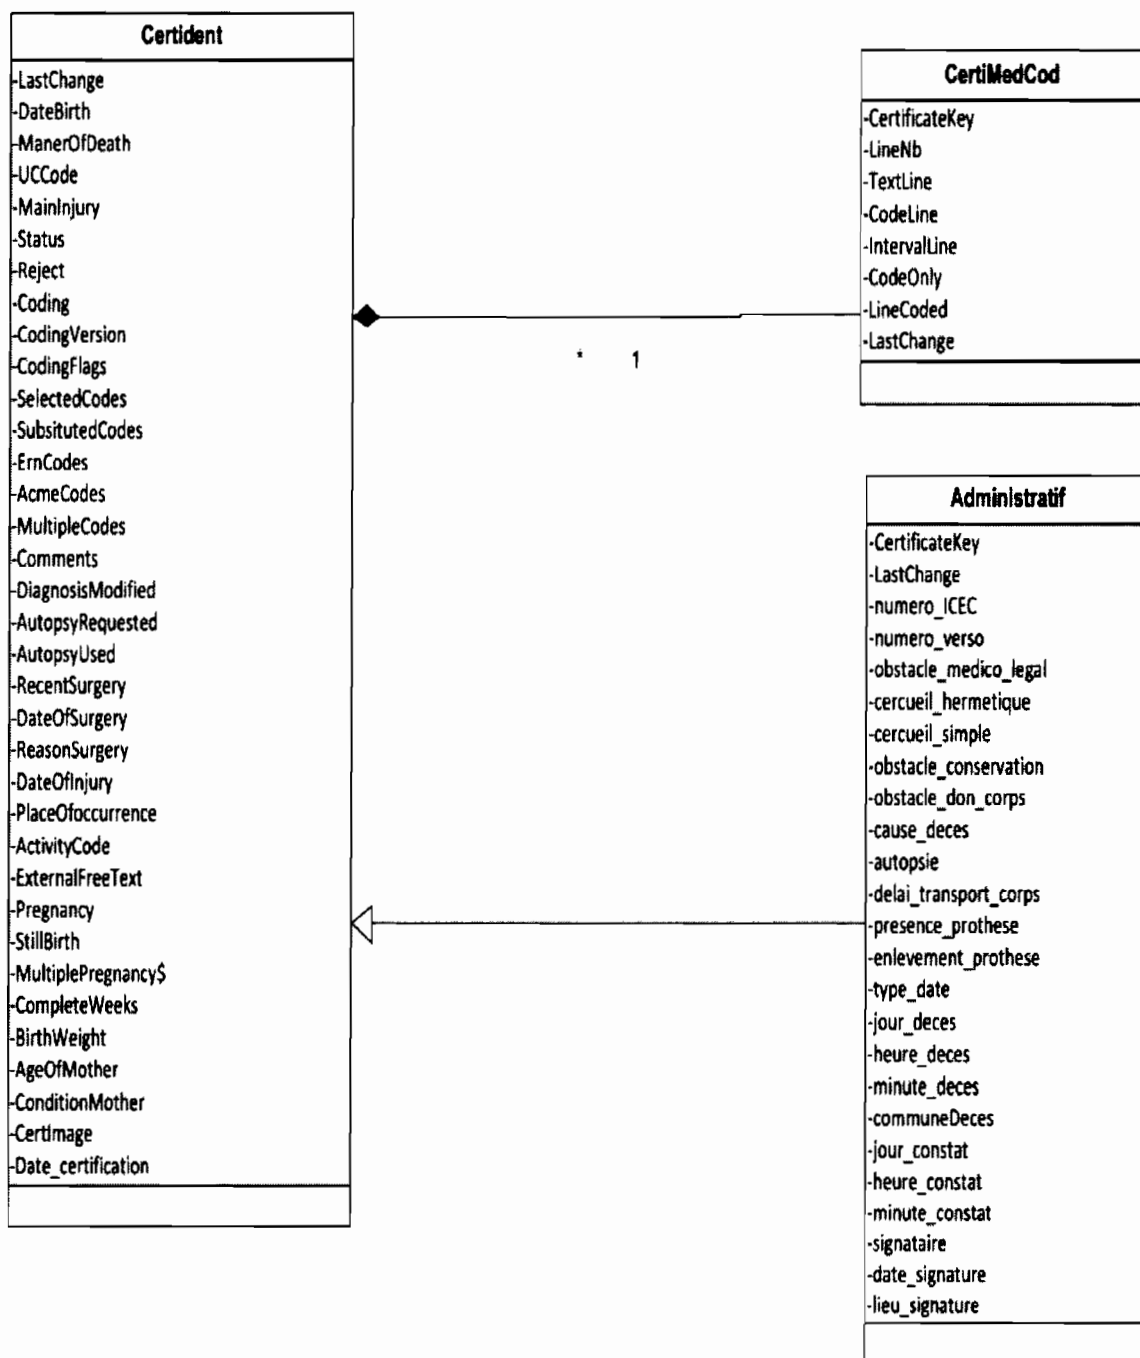 Certident
-LastChange
-DateBirth
-ManerOfDeath
-UCCode
-MainInjury
-Status
-Reject
-Coding
-CodingVersion
-CodingFlags
-SelectedCodes
-SubsitutedCodes
-ErnCodes
-AcmeCodes
-MultipleCodes
-Comments
-DiagnosisModified
-AutopsyRequested
-AutopsyUsed
-RecentSurgery
-DateOfSurgery
-ReasonSurgery
-DateOfInjury
-PlaceOfoccurrence
-ActivityCode
-ExternalFreeText
-Pregnancy
-StillBirth
-MultiplePregnancy$
-CompleteWeeks
-BirthWeight
-AgeOfMother
-ConditionMother
-CertImage
-Date_certification
* 1
CertiMedCod
-CertificateKey
-LineNb
-TextLine
-CodeLine
-IntervalLine
-CodeOnly
-LineCoded
-LastChange
Administratif
-CertificateKey
-LastChange
-numero_ICEC
-numero_verso
-obstacle_medico_legal
-cercueil_hermetique
-cercueil_simple
-obstacle_conservation
-obstacle_don_corps
-cause_deces
-autopsie
-delai_transport_corps
-presence_prothese
-enlevement_prothese
-type_date
-jour_deces
-heure_deces
-minute_deces
-communeDeces
-jour_constat
-heure_constat
-minute_constat
-signataire
-date_signature
-lieu_signature